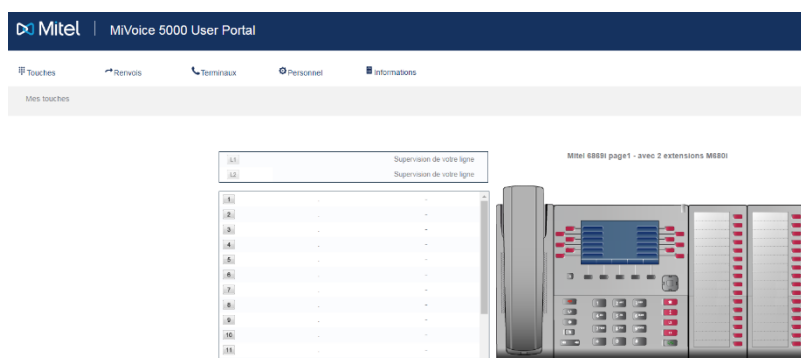 Mitel | MiVoice 5000 User Portal
Touches Renvois Terminaux Personnel Informations
Mes touches
L1 Supervision de votre ligne
L2 Supervision de votre ligne
Mitel 6869i page1 - avec 2 extensions M680i
1 . -
2 . -
3 . -
4 . -
5 . -
6 . -
7 . -
8 . -
9 . -
10 . -
11 . -